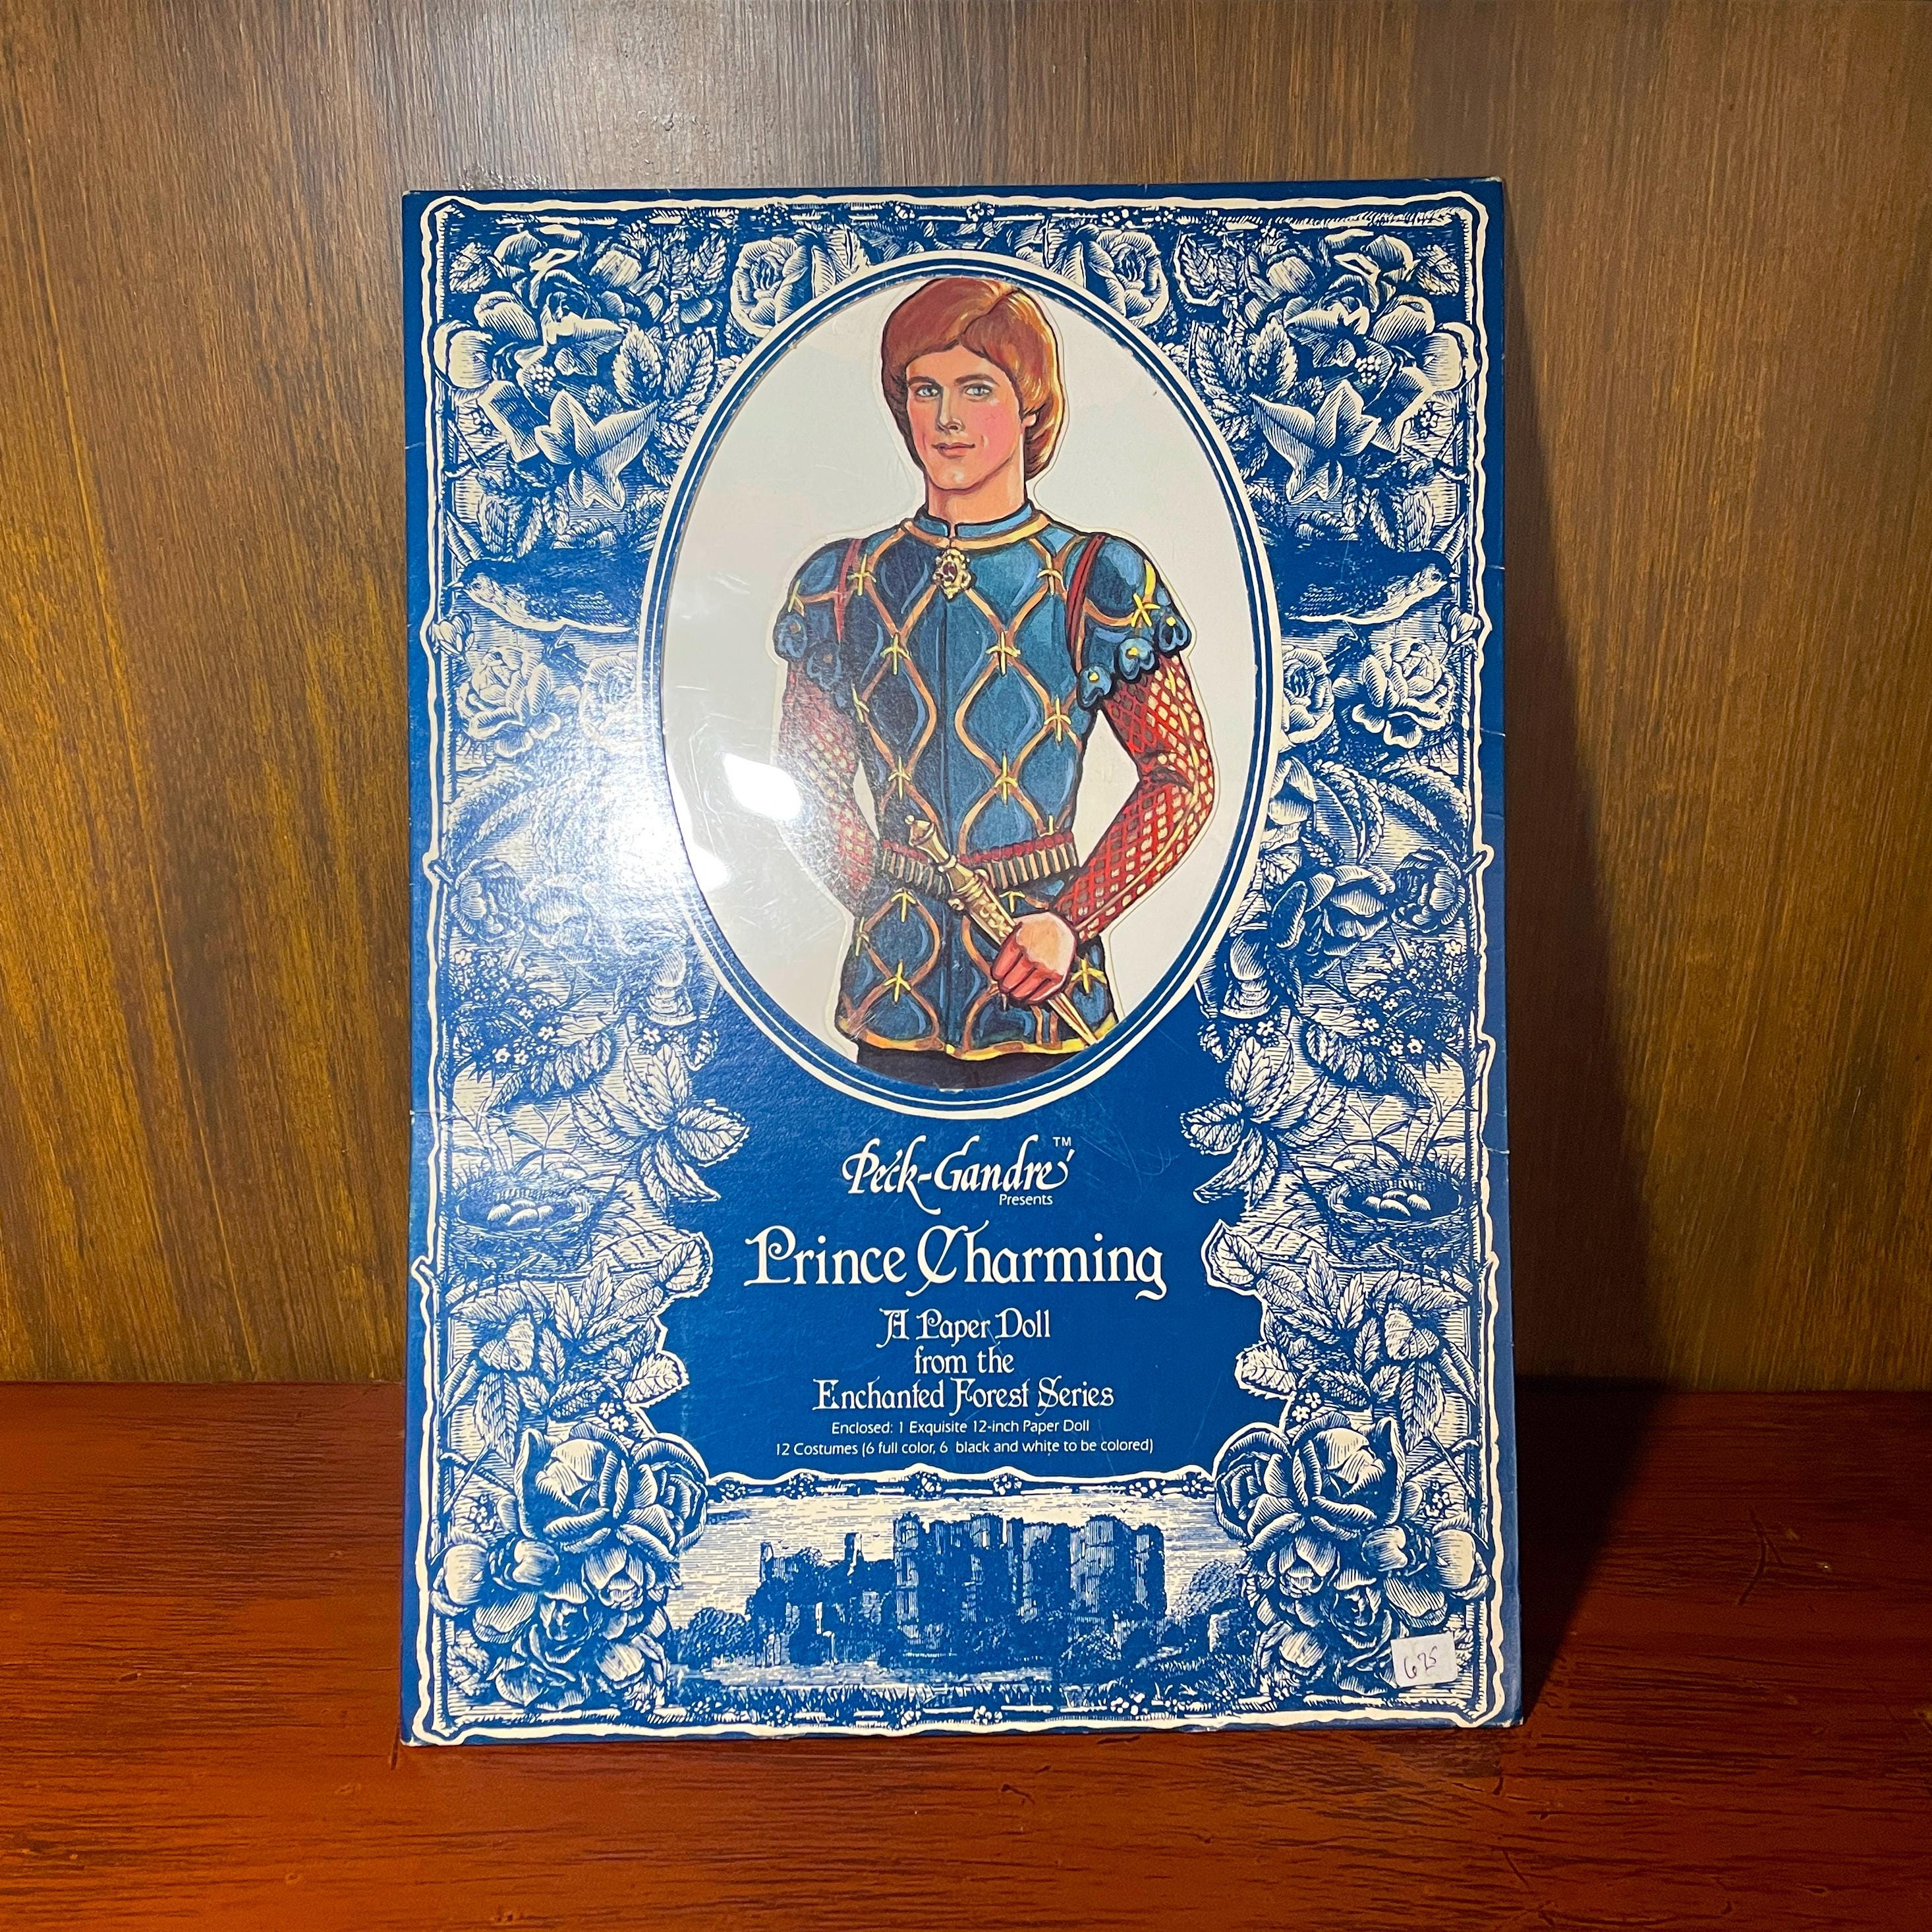 Peck-Gandré™
Presents
Prince Charming
A Paper Doll
from the
Enchanted Forest Series
Enclosed: 1 Exquisite 12-inch Paper Doll
12 Costumes (6 full color, 6 black and white to be colored)
625